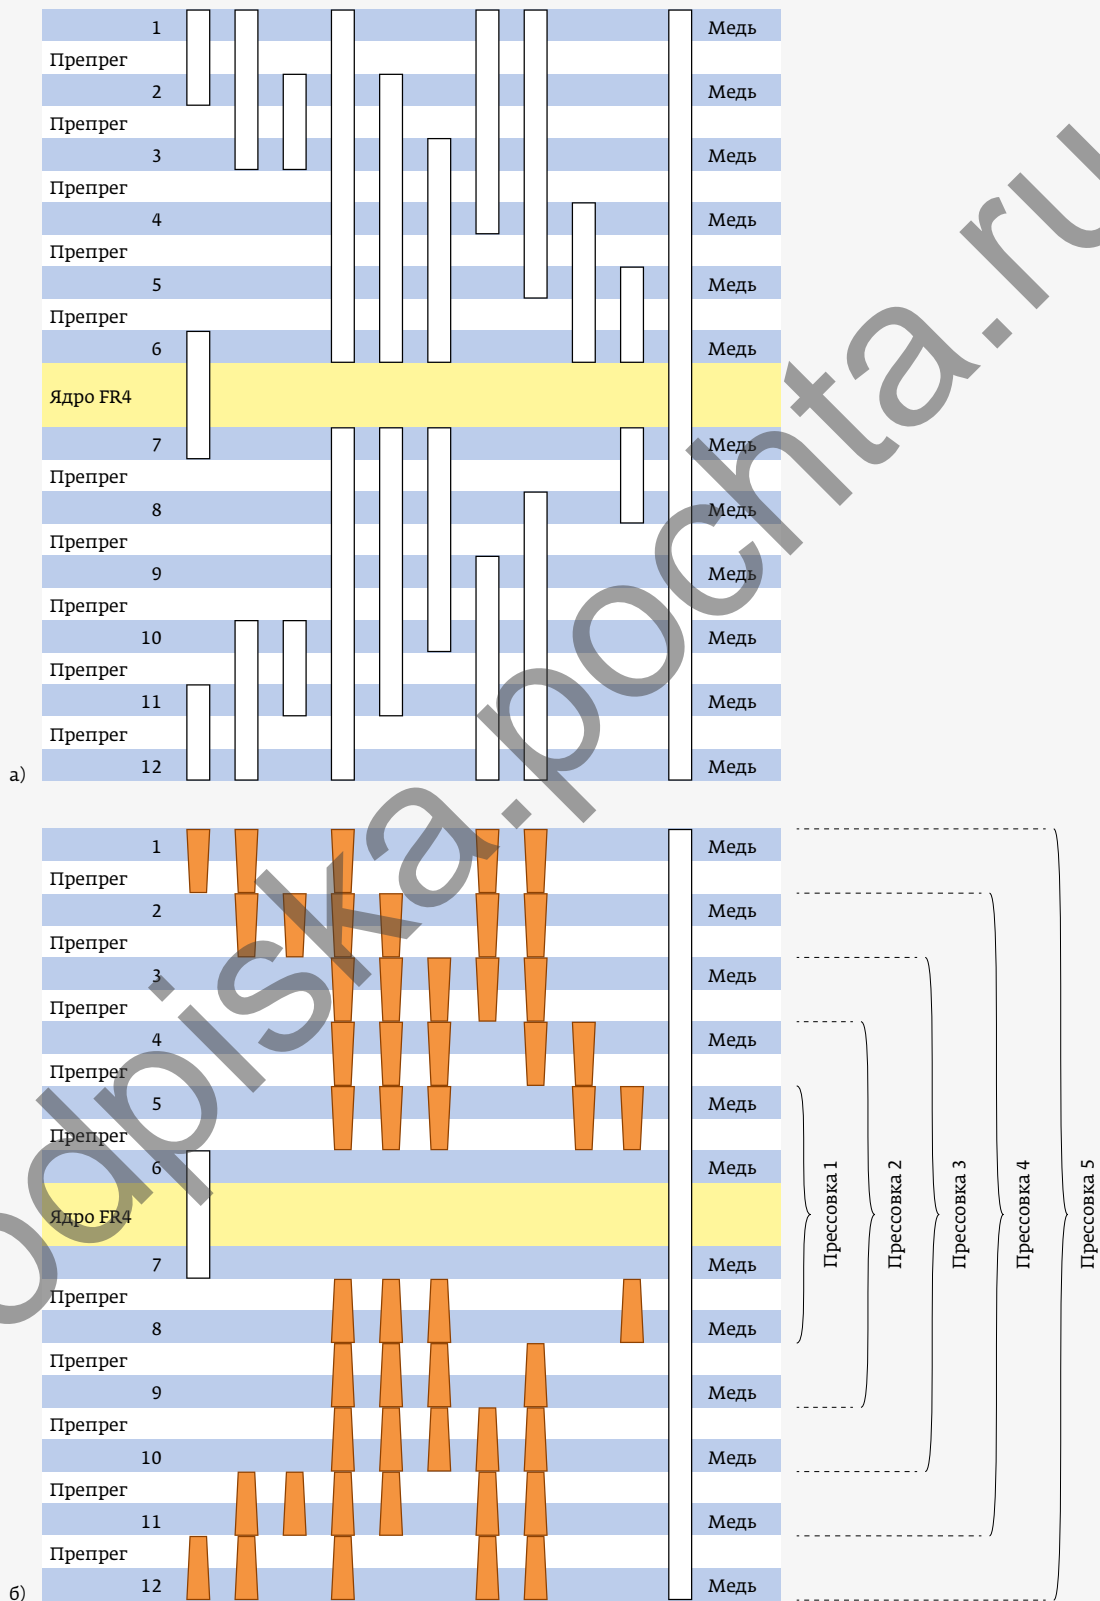 1 Медь
Препрег
2 Медь
Препрег
3 Медь
Препрег
4 Медь
Препрег
5 Медь
Препрег
6 Медь
Ядро FR4
7 Медь
Препрег
8 Медь
Препрег
9 Медь
Препрег
10 Медь
Препрег
11 Медь
Препрег
12 Медь
а)
1 Медь
Препрег
2 Медь
Препрег
3 Медь
Препрег
4 Медь
Препрег
5 Медь
Препрег
6 Медь
Ядро FR4
7 Медь
Препрег
8 Медь
Препрег
9 Медь
Препрег
10 Медь
Препрег
11 Медь
Препрег
12 Медь
б)
Прессовка 1
Прессовка 2
Прессовка 3
Прессовка 4
Прессовка 5
podpiska.pochta.ru